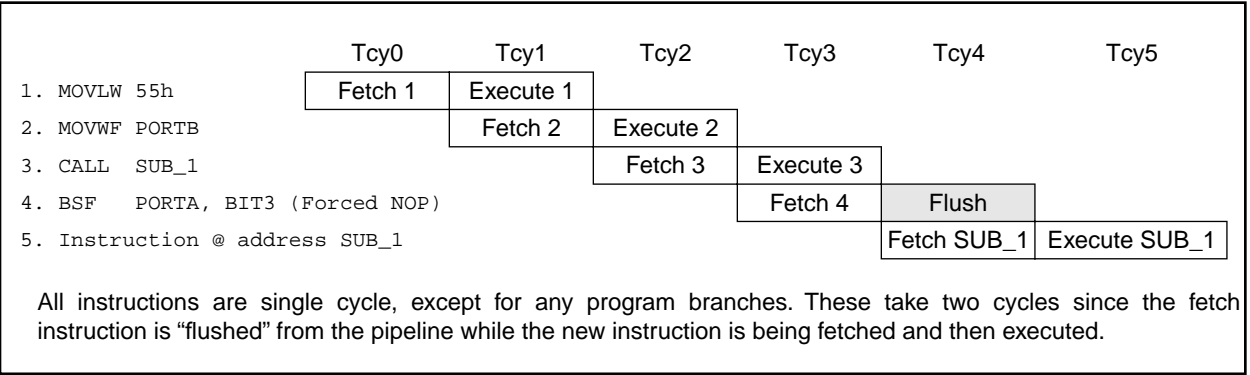 Tcy0 Tcy1 Tcy2 Tcy3 Tcy4 Tcy5
1. MOVLW 55h Fetch 1 Execute 1
2. MOVWF PORTB Fetch 2 Execute 2
3. CALL SUB_1 Fetch 3 Execute 3
4. BSF PORTA, BIT3 (Forced NOP) Fetch 4 Flush
5. Instruction @ address SUB_1 Fetch SUB_1 Execute SUB_1
All instructions are single cycle, except for any program branches. These take two cycles since the fetch
instruction is “flushed” from the pipeline while the new instruction is being fetched and then executed.